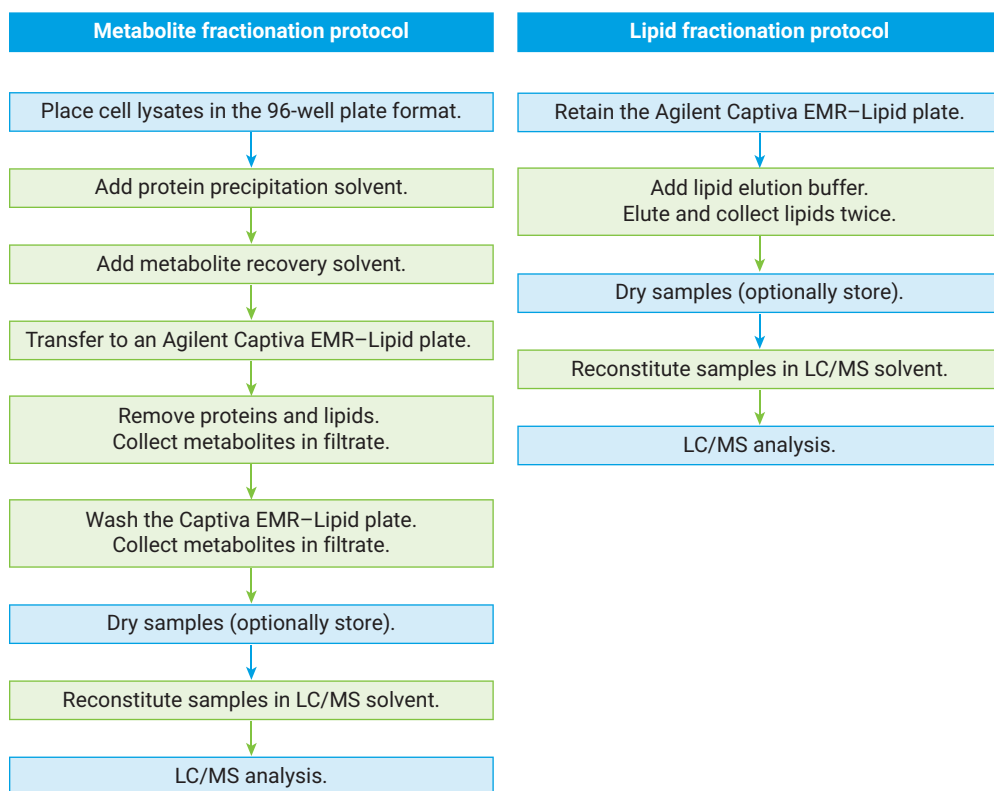 Metabolite fractionation protocol
Place cell lysates in the 96-well plate format.
Add protein precipitation solvent.
Add metabolite recovery solvent.
Transfer to an Agilent Captiva EMR–Lipid plate.
Remove proteins and lipids.
Collect metabolites in filtrate.
Wash the Captiva EMR–Lipid plate.
Collect metabolites in filtrate.
Dry samples (optionally store).
Reconstitute samples in LC/MS solvent.
LC/MS analysis.
Lipid fractionation protocol
Retain the Agilent Captiva EMR–Lipid plate.
Add lipid elution buffer.
Elute and collect lipids twice.
Dry samples (optionally store).
Reconstitute samples in LC/MS solvent.
LC/MS analysis.